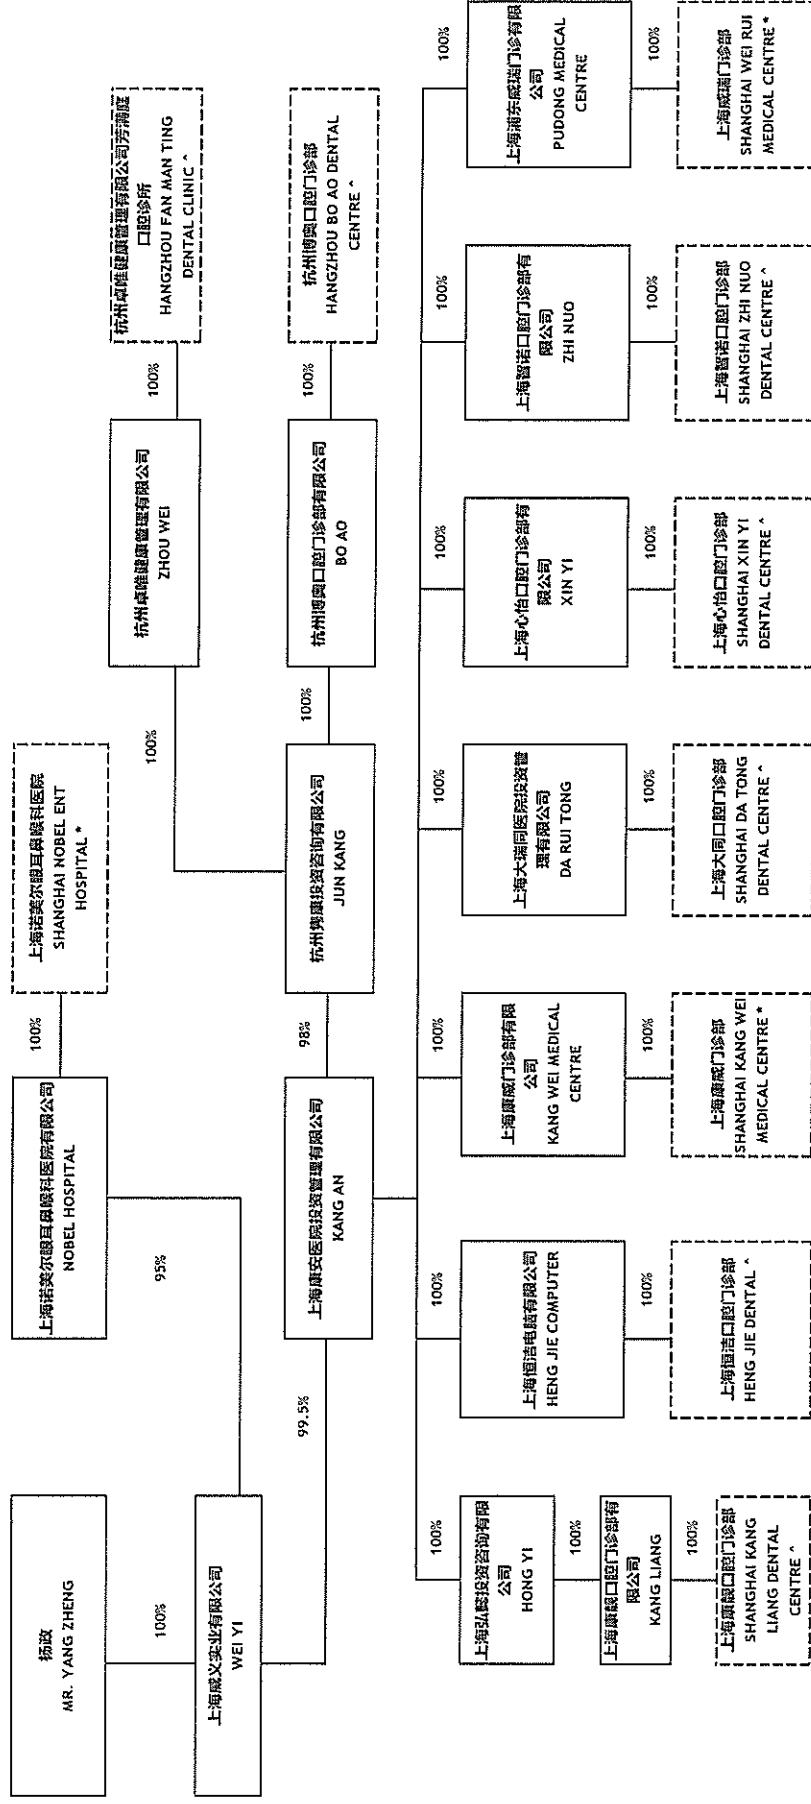 杨政
MR. YANG ZHENG
100%
上海威义实业有限公司
WEI YI
95%
99.5%
上海诺美尔眼耳鼻喉科医院有限公司
NOBEL HOSPITAL
100%
上海诺美尔眼耳鼻喉科医院
SHANGHAI NOBEL ENT
HOSPITAL *
上海康安医院投资管理有限公司
KANG AN
98%
杭州隽康投资咨询有限公司
JUN KANG
100%
杭州卓唯健康管理有限公司
ZHOU WEI
100%
杭州卓唯健康管理有限公司芳满庭
口腔诊所
HANGZHOU FAN MAN TING
DENTAL CLINIC ^
100%
杭州博奥口腔门诊部有限公司
BO AO
100%
杭州博奥口腔门诊部
HANGZHOU BO AO DENTAL
CENTRE ^
100%
上海弘懿投资咨询有限
公司
HONG YI
100%
上海康靓口腔门诊部有
限公司
KANG LIANG
100%
上海康靓口腔门诊部
SHANGHAI KANG
LIANG DENTAL
CENTRE ^
100%
上海恒洁电脑有限公司
HENG JIE COMPUTER
100%
上海恒洁口腔门诊部
HENG JIE DENTAL ^
100%
上海康威门诊部有限
公司
KANG WEI MEDICAL
CENTRE
100%
上海康威门诊部
SHANGHAI KANG WEI
MEDICAL CENTRE *
100%
上海大瑞同医院投资管
理有限公司
DA RUI TONG
100%
上海大同口腔门诊部
SHANGHAI DA TONG
DENTAL CENTRE ^
100%
上海心怡口腔门诊部有
限公司
XIN YI
100%
上海心怡口腔门诊部
SHANGHAI XIN YI
DENTAL CENTRE ^
100%
上海智诺口腔门诊部有
限公司
ZHI NUO
100%
上海智诺口腔门诊部
SHANGHAI ZHI NUO
DENTAL CENTRE ^
100%
上海浦东威瑞门诊有限
公司
PUDONG MEDICAL
CENTRE
100%
上海威瑞门诊部
SHANGHAI WEI RUI
MEDICAL CENTRE *